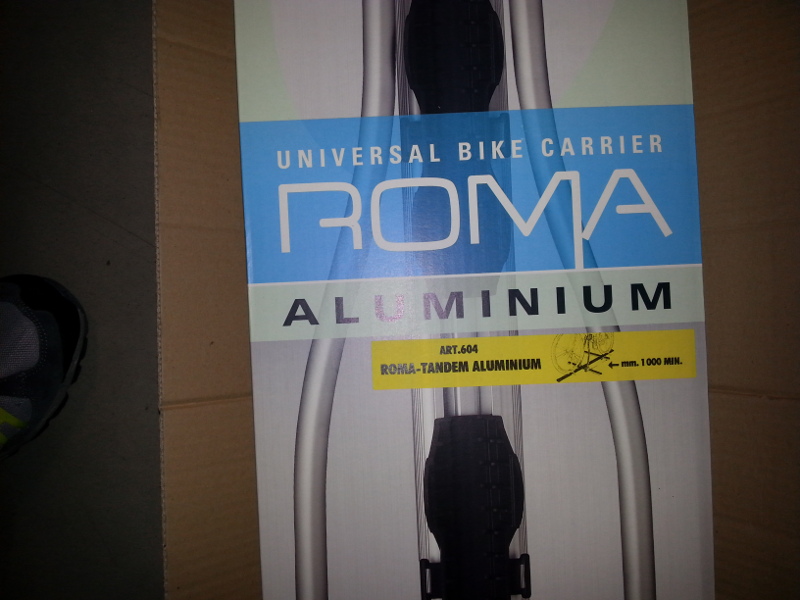 UNIVERSAL BIKE CARRIER
ROMA
ALUMINIUM
ART.604
ROMA-TANDEM ALUMINIUM
← mm. 1000 MIN.